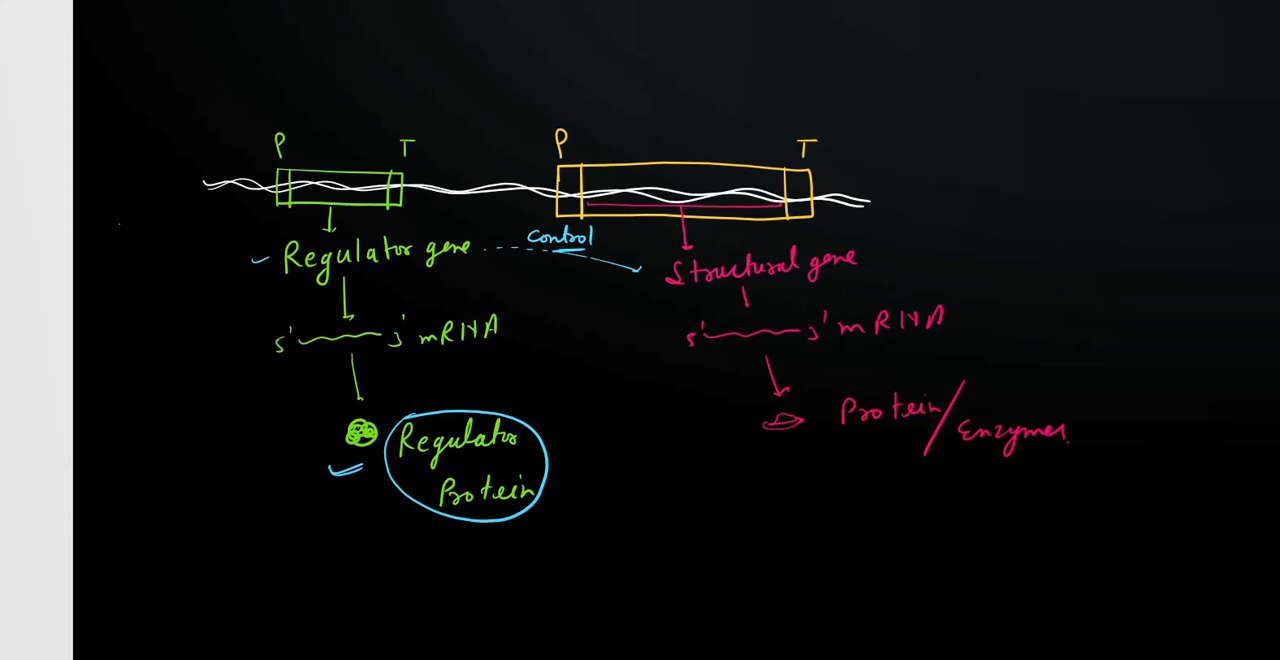 P T P T
Control
Regulator gene
Structural gene
5' 3' mRNA
5' 3' mRNA
Protein/
Enzymes
Regulator
Protein